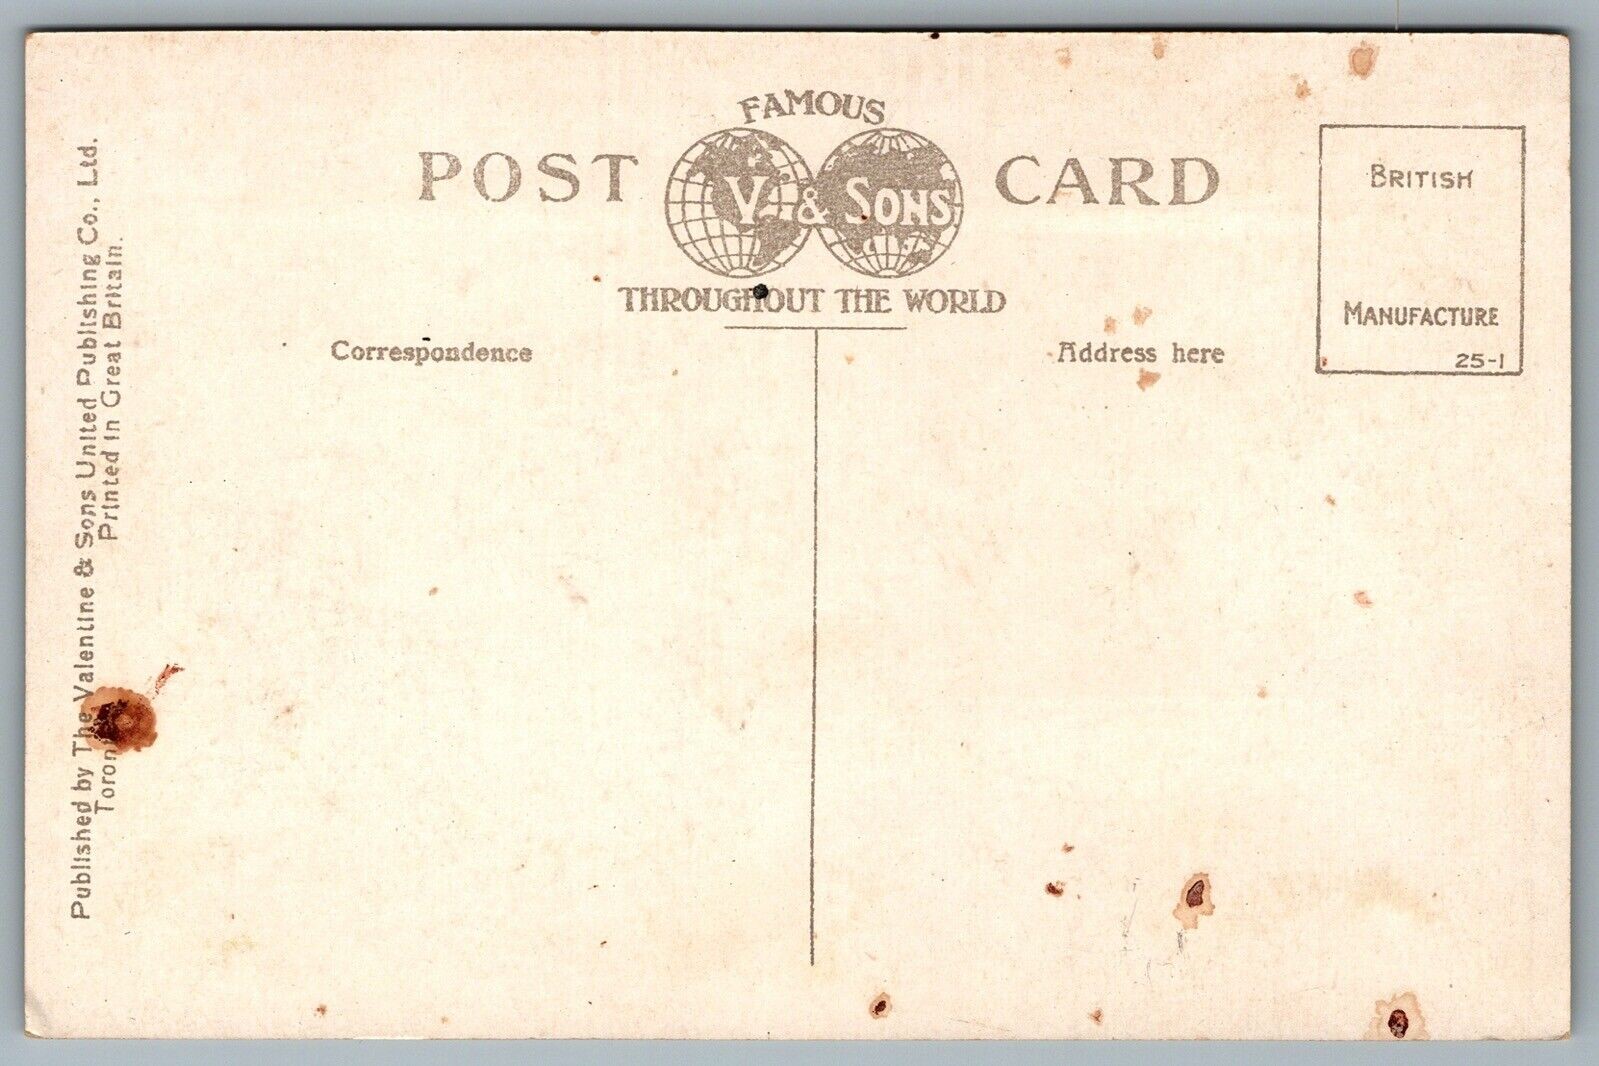 FAMOUS
POST V. & SONS CARD
THROUGHOUT THE WORLD
Correspondence
Address here
BRITISH
MANUFACTURE
25-1
Published by The Valentine & Sons United Publishing Co., Ltd.
Printed in Great Britain.